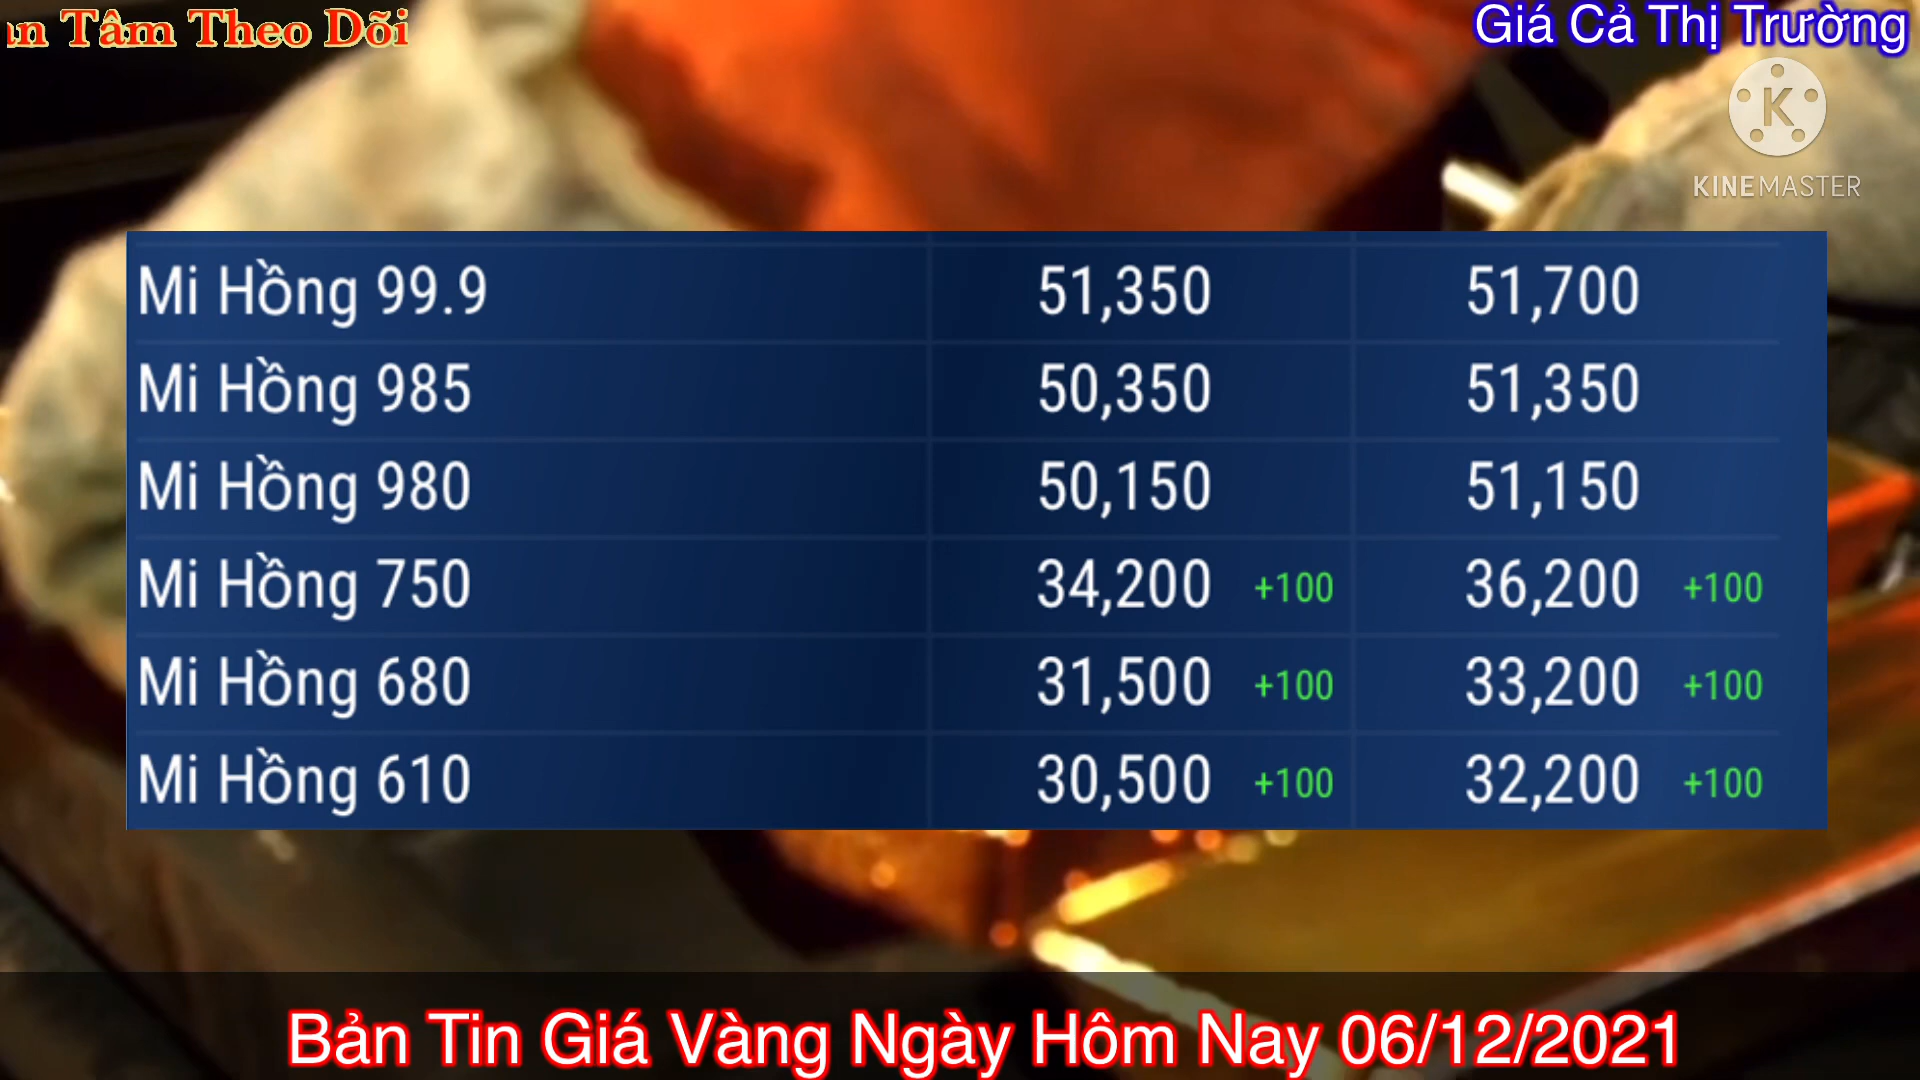 Tâm Theo Dõi
Giá Cả Thị Trường
K
KINEMASTER
Mi Hồng 99.9 51,350 51,700
Mi Hồng 985 50,350 51,350
Mi Hồng 980 50,150 51,150
Mi Hồng 750 34,200 +100 36,200 +100
Mi Hồng 680 31,500 +100 33,200 +100
Mi Hồng 610 30,500 +100 32,200 +100
Bản Tin Giá Vàng Ngày Hôm Nay 06/12/2021